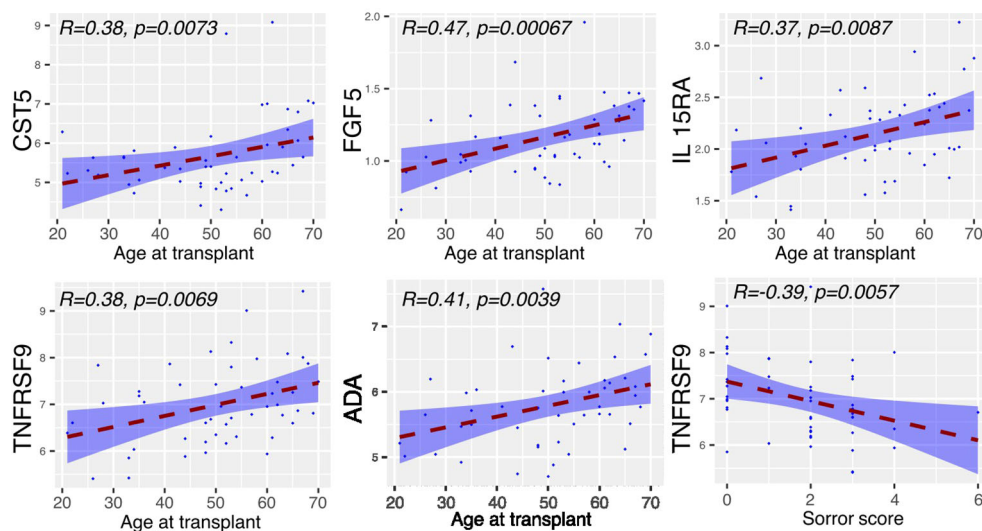 R=0.38, p=0.0073
9
8
7
6
5
CST5
20 30 40 50 60 70
Age at transplant
R=0.47, p=0.00067
2.0
1.5
1.0
0.5
FGF 5
20 30 40 50 60 70
Age at transplant
R=0.37, p=0.0087
3.0
2.5
2.0
1.5
IL 15RA
20 30 40 50 60 70
Age at transplant
R=0.38, p=0.0069
9
8
7
6
TNFRSF9
20 30 40 50 60 70
Age at transplant
R=0.41, p=0.0039
7
6
5
ADA
20 30 40 50 60 70
Age at transplant
R=-0.39, p=0.0057
9
8
7
6
TNFRSF9
0 2 4 6
Sorror score